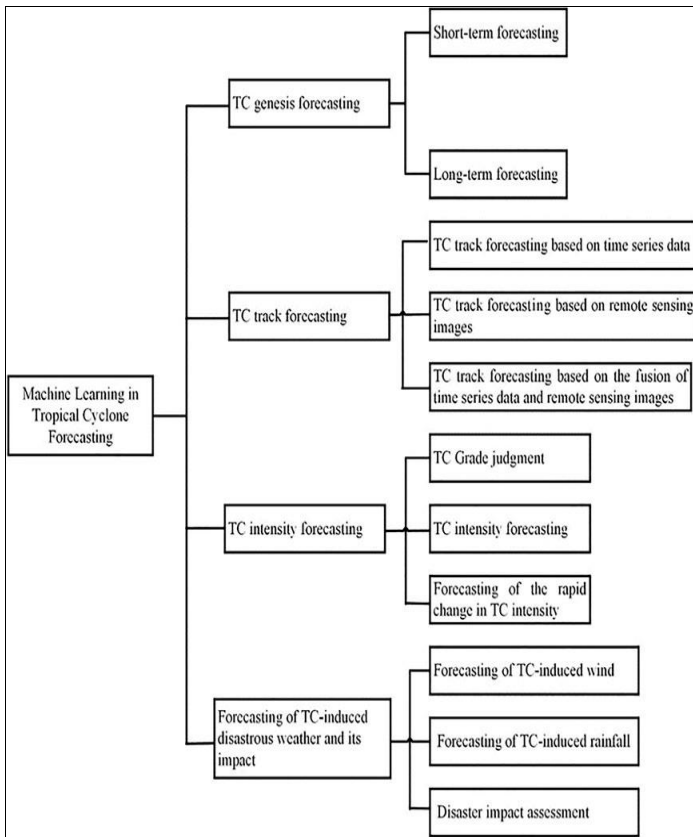 Machine Learning in
Tropical Cyclone
Forecasting
TC genesis forecasting
Short-term forecasting
Long-term forecasting
TC track forecasting
TC track forecasting based on time series data
TC track forecasting based on remote sensing
images
TC track forecasting based on the fusion of
time series data and remote sensing images
TC intensity forecasting
TC Grade judgment
TC intensity forecasting
Forecasting of the rapid
change in TC intensity
Forecasting of TC-induced
disastrous weather and its
impact
Forecasting of TC-induced wind
Forecasting of TC-induced rainfall
Disaster impact assessment